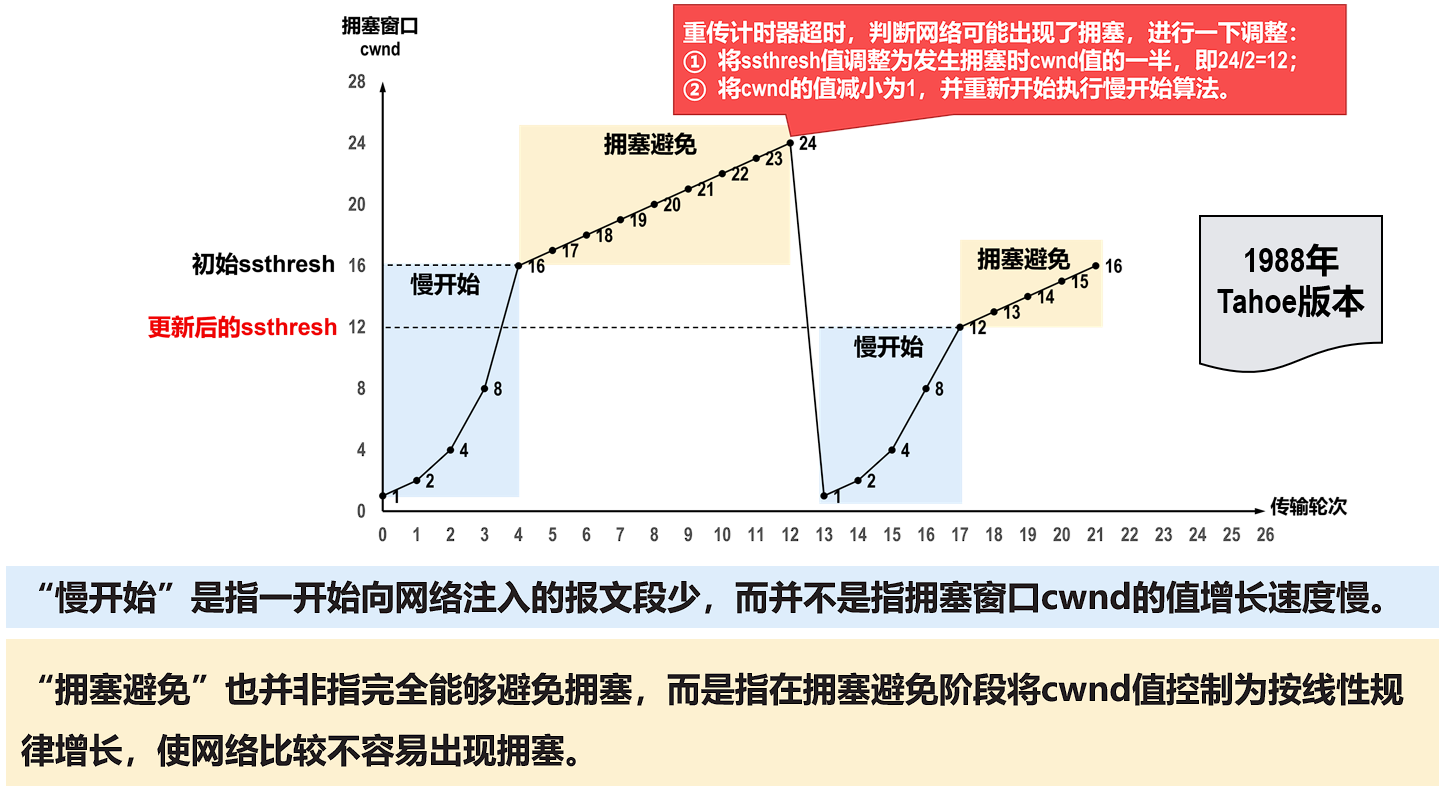 拥塞窗口
cwnd
重传计时器超时，判断网络可能出现了拥塞，进行一下调整：
① 将ssthresh值调整为发生拥塞时cwnd值的一半，即24/2=12；
② 将cwnd的值减小为1，并重新开始执行慢开始算法。
28
24
20
16
12
8
4
0
初始ssthresh
更新后的ssthresh
慢开始
拥塞避免
1
2
4
8
16
17
18
19
20
21
22
23
24
慢开始
拥塞避免
1
2
4
8
12
13
14
15
16
1988年
Tahoe版本
传输轮次
0 1 2 3 4 5 6 7 8 9 10 11 12 13 14 15 16 17 18 19 20 21 22 23 24 25 26
“慢开始”是指一开始向网络注入的报文段少，而并不是指拥塞窗口cwnd的值增长速度慢。
“拥塞避免”也并非指完全能够避免拥塞，而是指在拥塞避免阶段将cwnd值控制为按线性规
律增长，使网络比较不容易出现拥塞。